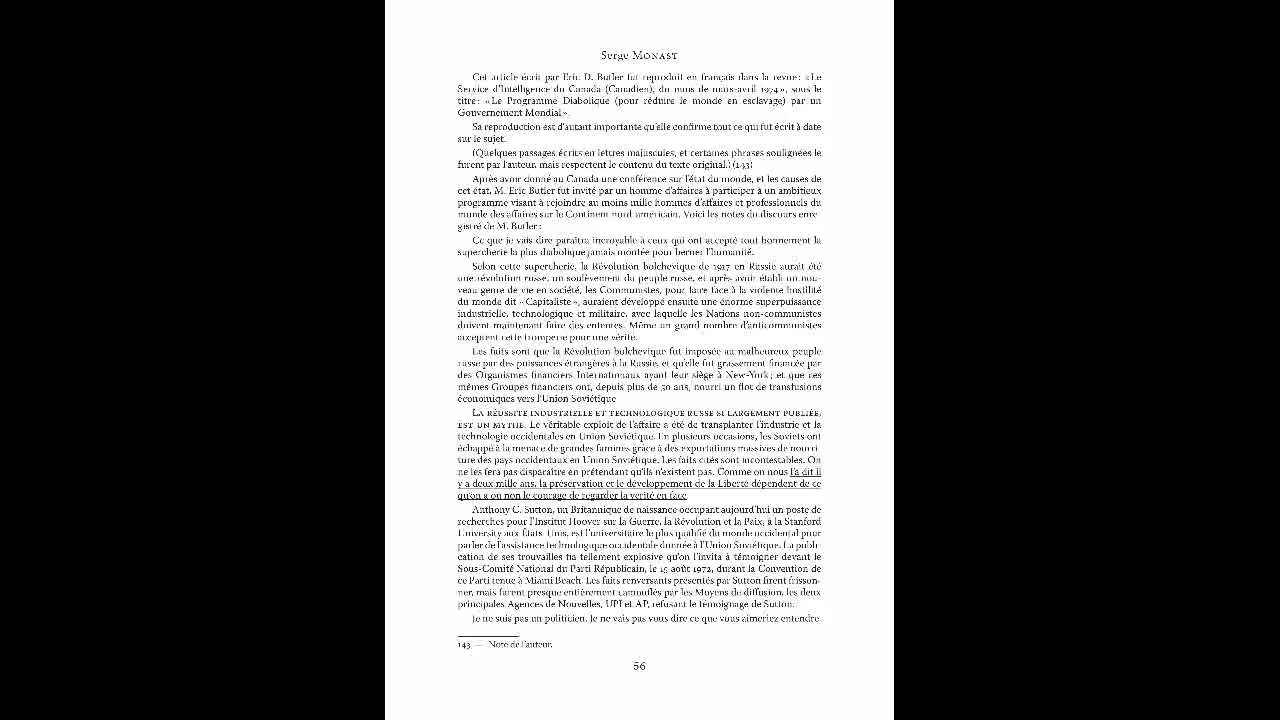 Serge Monast
Cet article écrit par Eric D. Butler fut reproduit en français dans la revue : « Le
Service d'Intelligence du Canada (Canadien), du mois de mars-avril 1974 », sous le
titre : « Le Programme Diabolique (pour réduire le monde en esclavage) par un
Gouvernement Mondial ».
Sa reproduction est d'autant importante qu'elle confirme tout ce qui fut écrit à date
sur le sujet.
(Quelques passages écrits en lettres majuscules, et certaines phrases soulignées le
furent par l'auteur, mais respectent le contenu du texte original.) (143)
Après avoir donné au Canada une conférence sur l'état du monde, et les causes de
cet état, M. Eric Butler fut invité par un homme d'affaires à participer à un ambitieux
programme visant à rejoindre au moins mille hommes d'affaires et professionnels du
monde des affaires sur le Continent nord-américain. Voici les notes du discours enre-
gistré de M. Butler :
Ce que je vais dire paraîtra incroyable à ceux qui ont accepté tout bonnement la
supercherie la plus diabolique jamais montée pour berner l'humanité.
Selon cette supercherie, la Révolution bolchevique de 1917 en Russie aurait été
une révolution russe, un soulèvement du peuple russe, et après avoir établi un nou-
veau genre de vie en société, les Communistes, pour faire face à la violente hostilité
du monde dit « Capitaliste », auraient développé ensuite une énorme superpuissance
industrielle, technologique et militaire, avec laquelle les Nations non-communistes
doivent maintenant faire des ententes. Même un grand nombre d'anticommunistes
acceptent cette tromperie pour une vérité.
Les faits sont que la Révolution bolchevique fut imposée au malheureux peuple
russe par des puissances étrangères à la Russie, et qu'elle fut grassement financée par
des Organismes financiers Internationaux ayant leur siège à New-York ; et que ces
mêmes Groupes financiers ont, depuis plus de 50 ans, nourri un flot de transfusions
économiques vers l'Union Soviétique
La réussite industrielle et technologique russe si largement publiée,
est un mythe. Le véritable exploit de l'affaire a été de transplanter l'industrie et la
technologie occidentales en Union Soviétique. En plusieurs occasions, les Soviets ont
échappé à la menace de grandes famines grâce à des exportations massives de nourri-
ture des pays occidentaux en Union Soviétique. Les faits cités sont incontestables. On
ne les fera pas disparaître en prétendant qu'ils n'existent pas. Comme on nous l'a dit il
y a deux mille ans, la préservation et le développement de la Liberté dépendent de ce
qu'on a ou non le courage de regarder la vérité en face.
Anthony C. Sutton, un Britannique de naissance occupant aujourd'hui un poste de
recherches pour l'Institut Hoover sur la Guerre, la Révolution et la Paix, à la Stanford
University aux États-Unis, est l'universitaire le plus qualifié du monde occidental pour
parler de l'assistance technologique occidentale donnée à l'Union Soviétique. La publi-
cation de ses trouvailles fut tellement explosive qu'on l'invita à témoigner devant le
Sous-Comité National du Parti Républicain, le 15 août 1972, durant la Convention de
ce Parti tenue à Miami Beach. Les faits renversants présentés par Sutton firent frisson-
ner, mais furent presque entièrement camouflés par les Moyens de diffusion, les deux
principales Agences de Nouvelles, UPI et AP, refusant le témoignage de Sutton.
Je ne suis pas un politicien. Je ne vais pas vous dire ce que vous aimeriez entendre.
143 — Note de l'auteur.
56